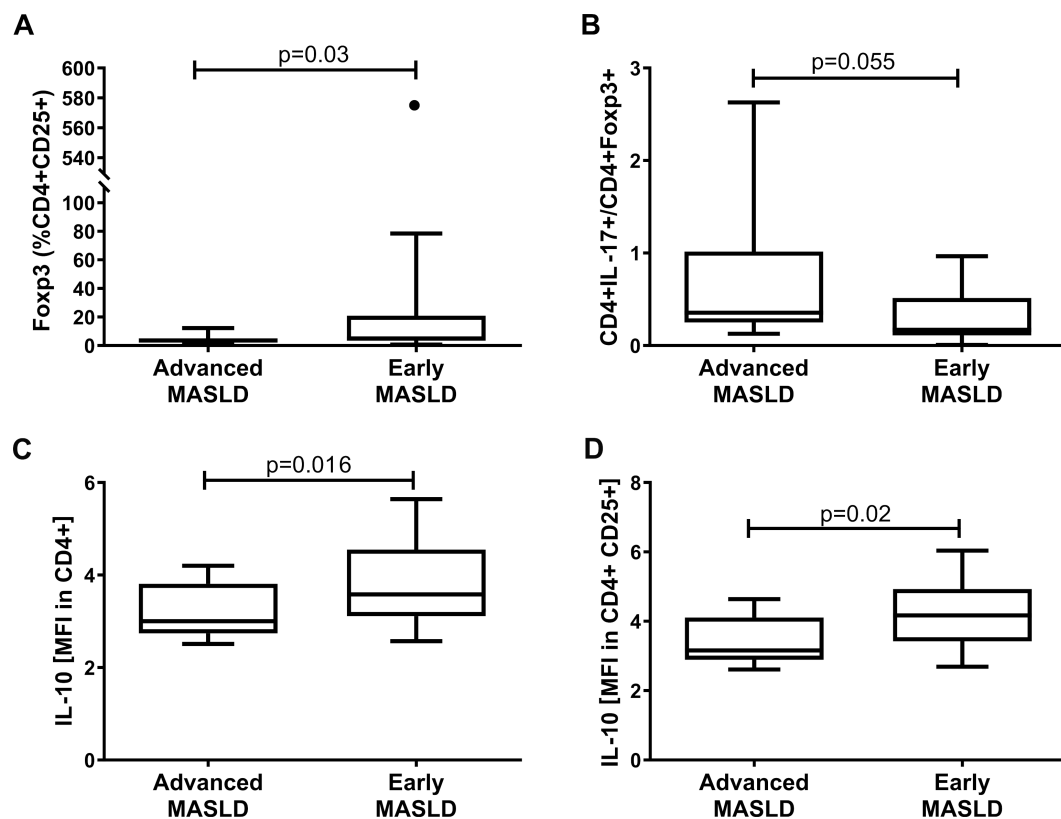 A
p=0.03
Foxp3 (%CD4+CD25+)
600
580
560
540
100
80
60
40
20
0
Advanced
MASLD
Early
MASLD
B
p=0.055
CD4+IL -17+/CD4+Foxp3+
3
2
1
0
Advanced
MASLD
Early
MASLD
C
p=0.016
IL-10 [MFI in CD4+]
6
4
2
0
Advanced
MASLD
Early
MASLD
D
p=0.02
IL-10 [MFI in CD4+ CD25+]
8
6
4
2
0
Advanced
MASLD
Early
MASLD